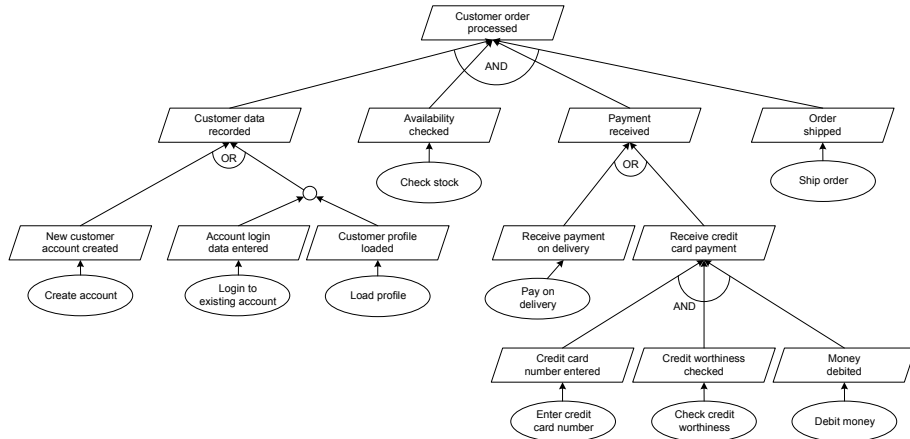 Customer order
processed
AND
Customer data
recorded
Availability
checked
Payment
received
Order
shipped
OR
OR
Check stock
Ship order
New customer
account created
Account login
data entered
Customer profile
loaded
Receive payment
on delivery
Receive credit
card payment
Create account
Login to
existing account
Load profile
Pay on
delivery
AND
Credit card
number entered
Credit worthiness
checked
Money
debited
Enter credit
card number
Check credit
worthiness
Debit money